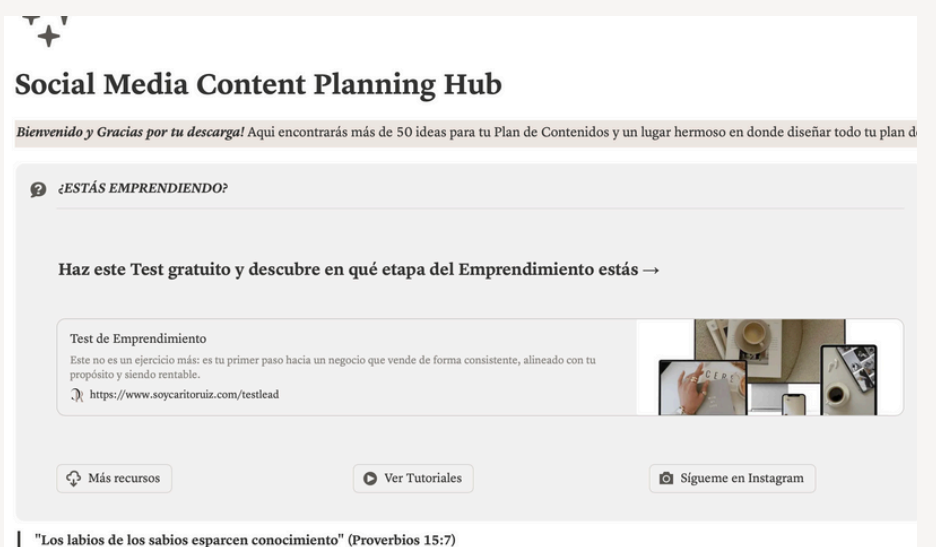 Social Media Content Planning Hub
Bienvenido y Gracias por tu descarga! Aqui encontrarás más de 50 ideas para tu Plan de Contenidos y un lugar hermoso en donde diseñar todo tu plan
¿ESTÁS EMPRENDIENDO?
Haz este Test gratuito y descubre en qué etapa del Emprendimiento estás →
Test de Emprendimiento
Este no es un ejercicio más: es tu primer paso hacia un negocio que vende de forma consistente, alineado con tu
propósito y siendo rentable.
https://www.soycaritoruiz.com/testlead
Más recursos
Ver Tutoriales
Sígueme en Instagram
"Los labios de los sabios esparcen conocimiento" (Proverbios 15:7)